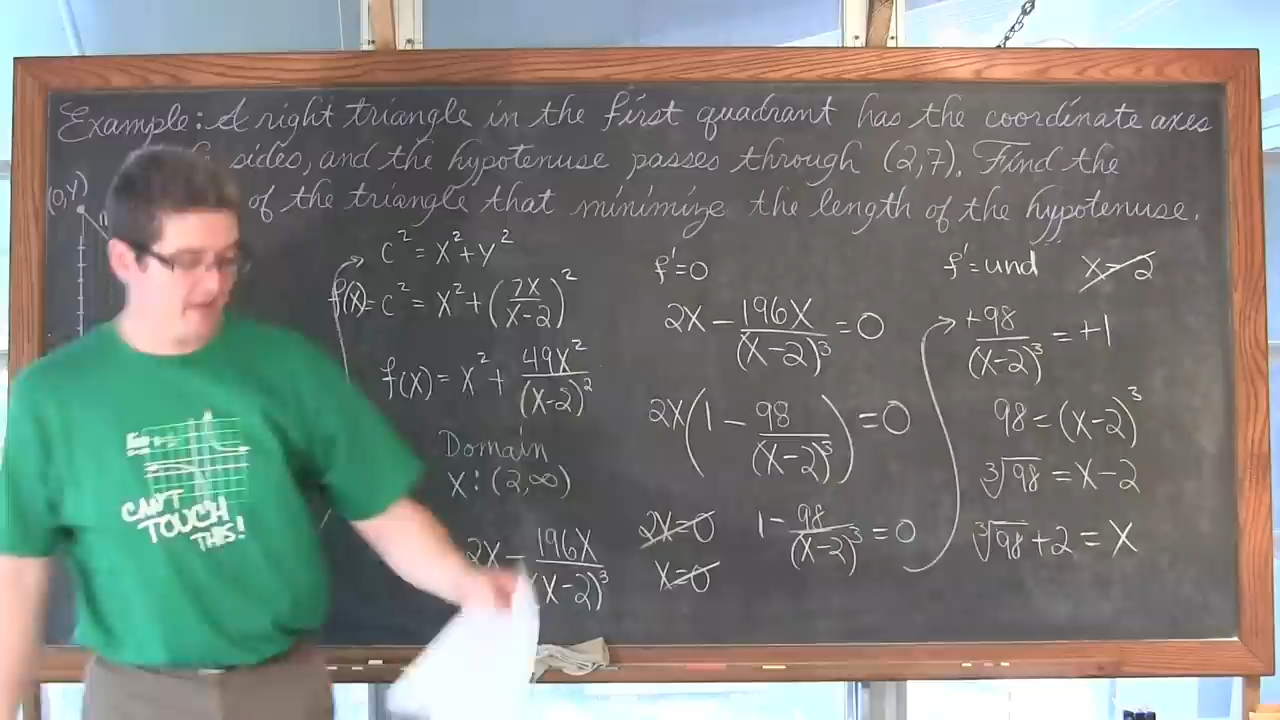 Example: A right triangle in the first quadrant has the coordinate axes
sides, and the hypotenuse passes through (2,7). Find the
of the triangle that minimize the length of the hypotenuse.
(0,Y)
c² = x² + y²
f(x) = c² = x² + (7x/(x-2))²
f(x) = x² + 49x²/(x-2)²
Domain
x: (2,∞)
2x - 196x/(x-2)³
f' = 0
2x - 196x/(x-2)³ = 0
2x(1 - 98/(x-2)³) = 0
2x = 0
x = 0
1 - 98/(x-2)³ = 0
f' = und
x = 2
+98/(x-2)³ = +1
98 = (x-2)³
³√98 = x-2
³√98 + 2 = x
CAN'T
TOUCH
THIS!